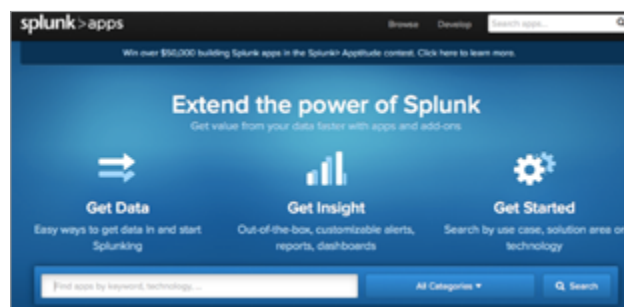 splunk>apps
Browse
Develop
Search apps...
Win over $50,000 building Splunk apps in the Splunk> Apptitude contest. Click here to learn more.
Extend the power of Splunk
Get value from your data faster with apps and add-ons
Get Data
Easy ways to get data in and start
Splunking
Get Insight
Out-of-the-box, customizable alerts,
reports, dashboards
Get Started
Search by use case, solution area or
technology
Find apps by keyword, technology, ...
All Categories
Search